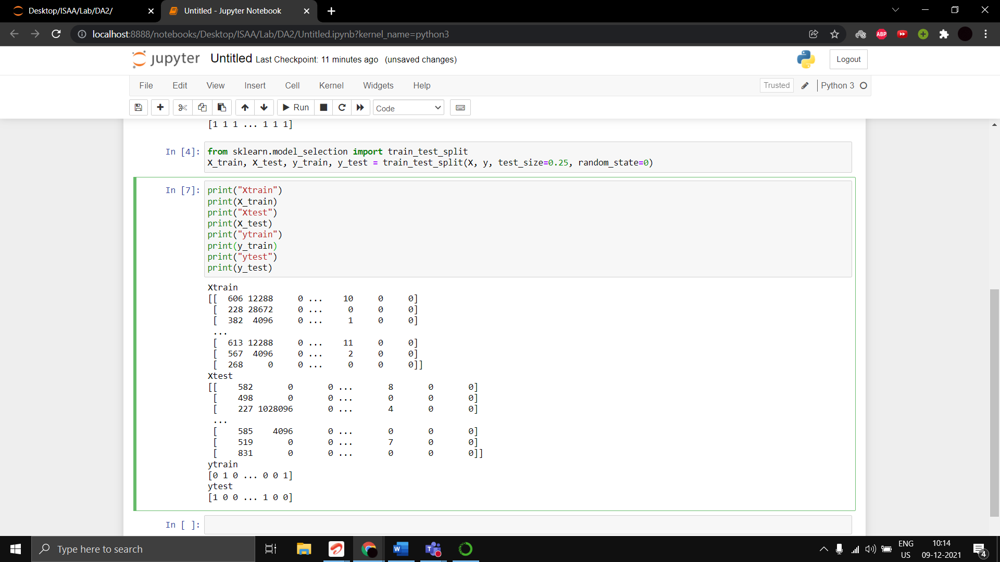 Desktop/ISAA/Lab/DA2/
Untitled - Jupyter Notebook
localhost:8888/notebooks/Desktop/ISAA/Lab/DA2/Untitled.ipynb?kernel_name=python3
ABP
jupyter Untitled Last Checkpoint: 11 minutes ago (unsaved changes)
Logout
File Edit View Insert Cell Kernel Widgets Help
Trusted Python 3
Run Code
[1 1 1 ... 1 1 1]
In [4]: from sklearn.model_selection import train_test_split
X_train, X_test, y_train, y_test = train_test_split(X, y, test_size=0.25, random_state=0)
In [7]: print("Xtrain")
print(X_train)
print("Xtest")
print(X_test)
print("ytrain")
print(y_train)
print("ytest")
print(y_test)
Xtrain
[[  606 12288     0 ...    10     0     0]
 [  228 28672     0 ...     0     0     0]
 [  382  4096     0 ...     1     0     0]
 ...
 [  613 12288     0 ...    11     0     0]
 [  567  4096     0 ...     2     0     0]
 [  268     0     0 ...     0     0     0]]
Xtest
[[    582       0       0 ...       8       0       0]
 [    498       0       0 ...       0       0       0]
 [    227 1028096       0 ...       4       0       0]
 ...
 [    585    4096       0 ...       0       0       0]
 [    519       0       0 ...       7       0       0]
 [    831       0       0 ...       0       0       0]]
ytrain
[0 1 0 ... 0 0 1]
ytest
[1 0 0 ... 1 0 0]
In [ ]:
Type here to search
W
T
ENG
US
10:14
09-12-2021
4